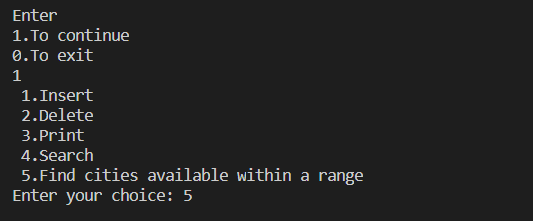 Enter
1.To continue
0.To exit
1
 1.Insert
 2.Delete
 3.Print
 4.Search
 5.Find cities available within a range
Enter your choice: 5